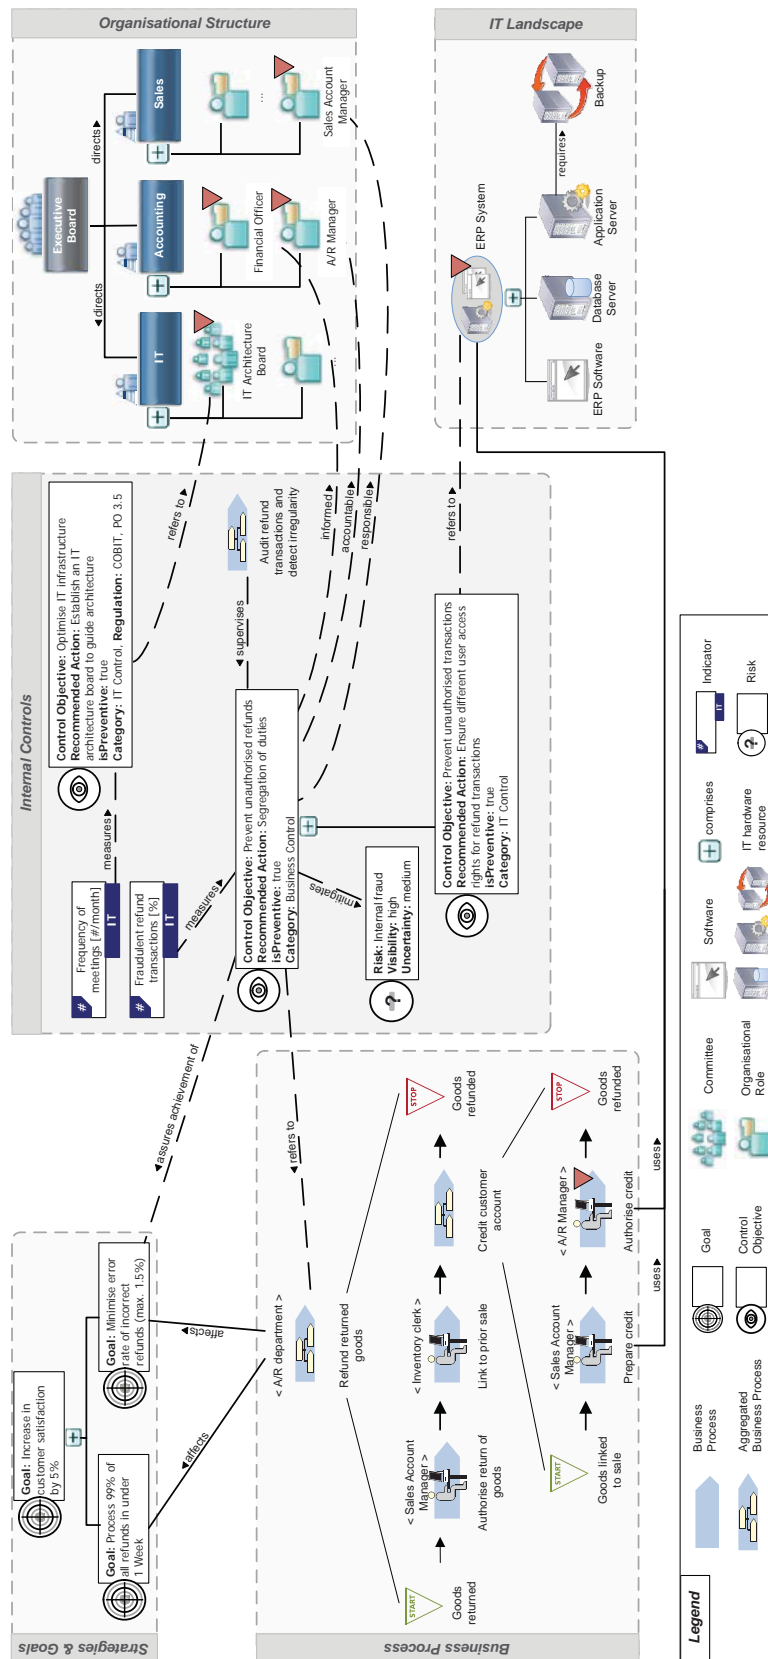 Strategies & Goals
Goal: Increase in
customer satisfaction
by 5%
Goal: Process 99% of
all refunds in under
1 Week
Goal: Minimise error
rate of incorrect
refunds (max. 1.5%)
affects
affects
assures achievement of
Internal Controls
#
Frequency of
meetings [#/month]
IT
measures
#
Fraudulent refund
transactions [%]
IT
measures
Control Objective: Optimise IT infrastructure
Recommended Action: Establish an IT
architecture board to guide architecture
isPreventive: true
Category: IT Control, Regulation: COBIT, PO 3.5
refers to
Control Objective: Prevent unauthorised refunds
Recommended Action: Segregation of duties
isPreventive: true
Category: Business Control
supervises
Audit refund
transactions and
detect irregularity
mitigates
Risk: Internal fraud
Visibility: high
Uncertainty: medium
?
informed
accountable
responsible
Control Objective: Prevent unauthorised transactions
Recommended Action: Ensure different user access
rights for refund transactions
isPreventive: true
Category: IT Control
refers to
refers to
Organisational Structure
Executive
Board
directs
directs
IT
Accounting
Sales
IT Architecture
Board
...
Financial Officer
A/R Manager
...
Sales Account
Manager
Business Process
< A/R department >
Refund returned
goods
START
Goods
returned
< Sales Account
Manager >
Authorise return of
goods
< Inventory clerk >
Link to prior sale
Credit customer
account
STOP
Goods
refunded
START
Goods linked
to sale
< Sales Account
Manager >
Prepare credit
< A/R Manager >
Authorise credit
STOP
Goods
refunded
uses
uses
IT Landscape
ERP System
ERP Software
Database
Server
Application
Server
requires
Backup
Legend
Business
Process
Goal
Committee
Software
comprises
#
IT
Indicator
Aggregated
Business Process
Control
Objective
Organisational
Role
IT hardware
resource
?
Risk